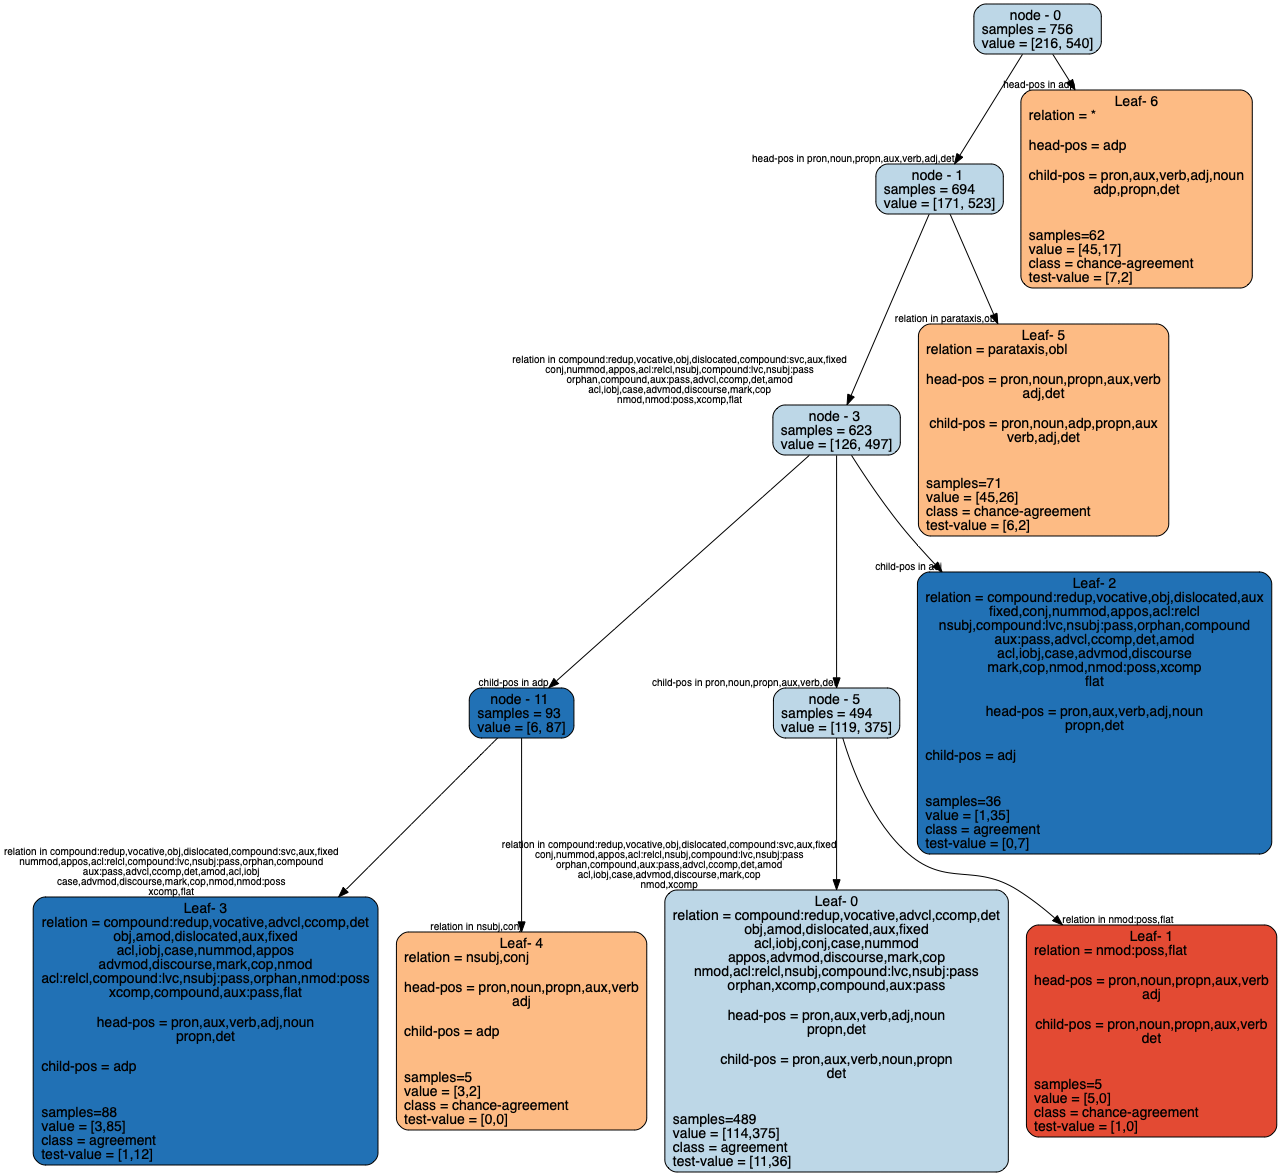 node - 0
samples = 756
value = [216, 540]
head-pos in adp
Leaf- 6
relation = *
head-pos = adp
child-pos = pron,aux,verb,adj,noun
adp,propn,det
samples=62
value = [45,17]
class = chance-agreement
test-value = [7,2]
head-pos in pron,noun,propn,aux,verb,adj,det
node - 1
samples = 694
value = [171, 523]
relation in parataxis,obl
Leaf- 5
relation = parataxis,obl
head-pos = pron,noun,propn,aux,verb
adj,det
child-pos = pron,noun,adp,propn,aux
verb,adj,det
samples=71
value = [45,26]
class = chance-agreement
test-value = [6,2]
relation in compound:redup,vocative,obj,dislocated,compound:svc,aux,fixed
conj,nummod,appos,acl:relcl,nsubj,compound:lvc,nsubj:pass
orphan,compound,aux:pass,advcl,ccomp,det,amod
acl,iobj,case,advmod,discourse,mark,cop
nmod,nmod:poss,xcomp,flat
node - 3
samples = 623
value = [126, 497]
child-pos in adj
Leaf- 2
relation = compound:redup,vocative,obj,dislocated,aux
fixed,conj,nummod,appos,acl:relcl
nsubj,compound:lvc,nsubj:pass,orphan,compound
aux:pass,advcl,ccomp,det,amod
acl,iobj,case,advmod,discourse
mark,cop,nmod,nmod:poss,xcomp
flat
head-pos = pron,aux,verb,adj,noun
propn,det
child-pos = adj
samples=36
value = [1,35]
class = agreement
test-value = [0,7]
child-pos in adp
node - 11
samples = 93
value = [6, 87]
child-pos in pron,noun,propn,aux,verb,det
node - 5
samples = 494
value = [119, 375]
relation in compound:redup,vocative,obj,dislocated,compound:svc,aux,fixed
nummod,appos,acl:relcl,compound:lvc,nsubj:pass,orphan,compound
aux:pass,advcl,ccomp,det,amod,acl,iobj
case,advmod,discourse,mark,cop,nmod,nmod:poss
xcomp,flat
Leaf- 3
relation = compound:redup,vocative,advcl,ccomp,det
obj,amod,dislocated,aux,fixed
acl,iobj,case,nummod,appos
advmod,discourse,mark,cop,nmod
acl:relcl,compound:lvc,nsubj:pass,orphan,nmod:poss
xcomp,compound,aux:pass,flat
head-pos = pron,aux,verb,adj,noun
propn,det
child-pos = adp
samples=88
value = [3,85]
class = agreement
test-value = [1,12]
relation in nsubj,conj
Leaf- 4
relation = nsubj,conj
head-pos = pron,noun,propn,aux,verb
adj
child-pos = adp
samples=5
value = [3,2]
class = chance-agreement
test-value = [0,0]
relation in compound:redup,vocative,obj,dislocated,compound:svc,aux,fixed
conj,nummod,appos,acl:relcl,nsubj,compound:lvc,nsubj:pass
orphan,compound,aux:pass,advcl,ccomp,det,amod
acl,iobj,case,advmod,discourse,mark,cop
nmod,xcomp
Leaf- 0
relation = compound:redup,vocative,advcl,ccomp,det
obj,amod,dislocated,aux,fixed
acl,iobj,conj,case,nummod
appos,advmod,discourse,mark,cop
nmod,acl:relcl,nsubj,compound:lvc,nsubj:pass
orphan,xcomp,compound,aux:pass
head-pos = pron,aux,verb,adj,noun
propn,det
child-pos = pron,aux,verb,noun,propn
det
samples=489
value = [114,375]
class = agreement
test-value = [11,36]
relation in nmod:poss,flat
Leaf- 1
relation = nmod:poss,flat
head-pos = pron,noun,propn,aux,verb
adj
child-pos = pron,noun,propn,aux,verb
det
samples=5
value = [5,0]
class = chance-agreement
test-value = [1,0]